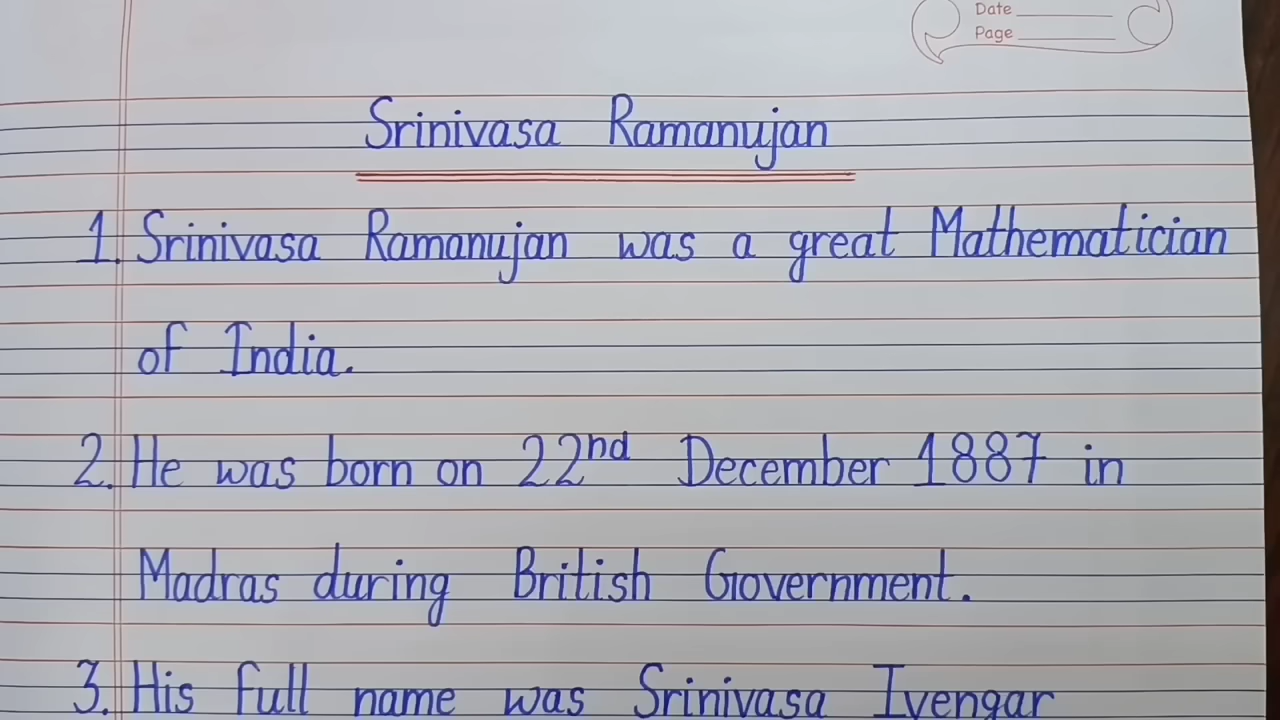 Date
Page
Srinivasa Ramanujan
1. Srinivasa Ramanujan was a great Mathematician
of India.
2. He was born on 22nd December 1887 in
Madras during British Government.
3. His full name was Srinivasa Iyengar